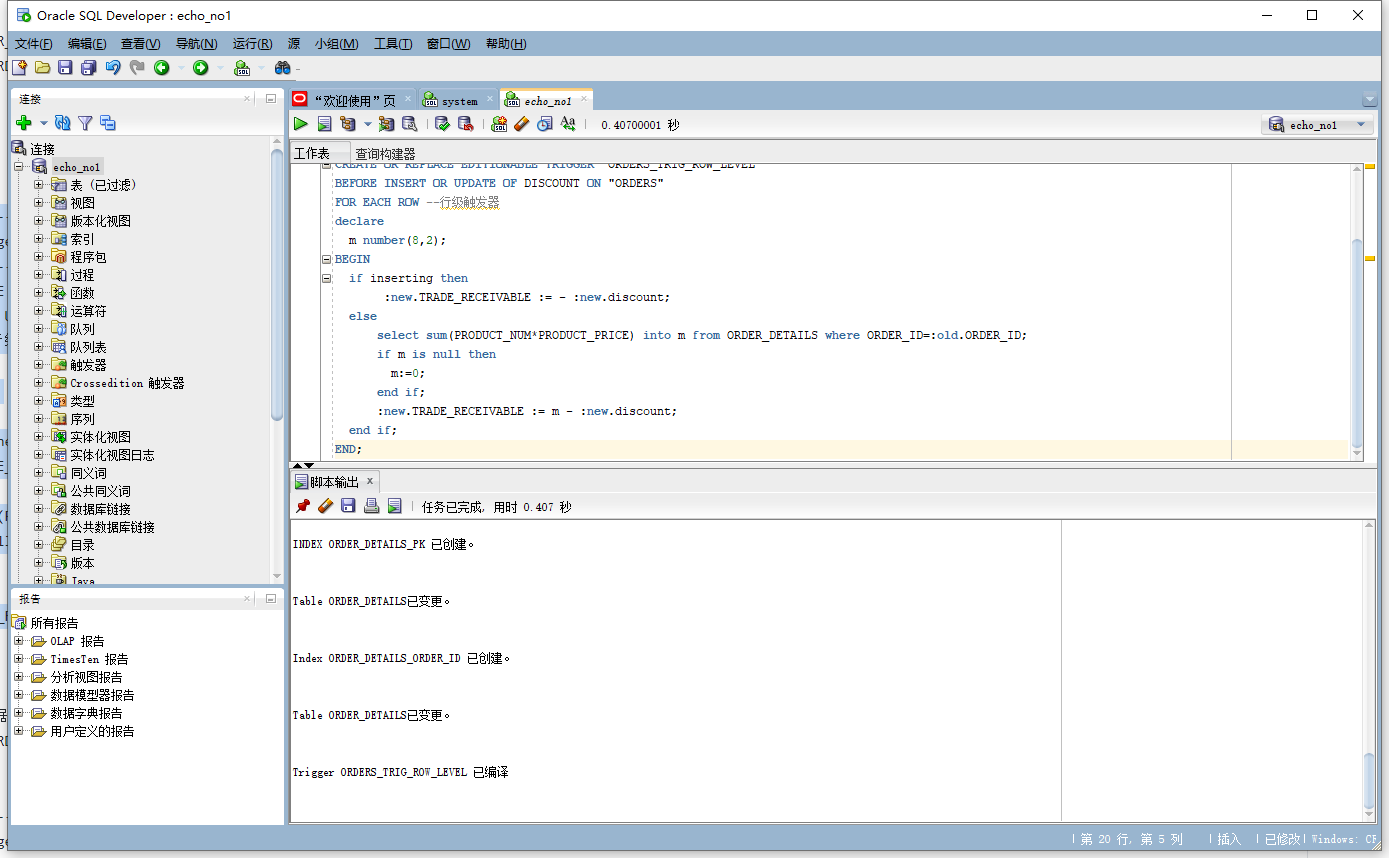 Oracle SQL Developer : echo_no1
文件(F) 编辑(E) 查看(V) 导航(N) 运行(R) 源 小组(M) 工具(T) 窗口(W) 帮助(H)
连接
连接
echo_no1
表 (已过滤)
视图
版本化视图
索引
程序包
过程
函数
运算符
队列
队列表
触发器
Crossedition 触发器
类型
序列
实体化视图
实体化视图日志
同义词
公共同义词
数据库链接
公共数据库链接
目录
版本
Java
报告
所有报告
OLAP 报告
TimesTen 报告
分析视图报告
数据模型器报告
数据字典报告
用户定义的报告
“欢迎使用”页 system echo_no1
0.40700001 秒
echo_no1
工作表 查询构建器
CREATE OR REPLACE EDITIONABLE TRIGGER "ORDERS_TRIG_ROW_LEVEL"
BEFORE INSERT OR UPDATE OF DISCOUNT ON "ORDERS"
FOR EACH ROW --行级触发器
declare
m number(8,2);
BEGIN
if inserting then
:new.TRADE_RECEIVABLE := - :new.discount;
else
select sum(PRODUCT_NUM*PRODUCT_PRICE) into m from ORDER_DETAILS where ORDER_ID=:old.ORDER_ID;
if m is null then
m:=0;
end if;
:new.TRADE_RECEIVABLE := m - :new.discount;
end if;
END;
脚本输出
任务已完成, 用时 0.407 秒
INDEX ORDER_DETAILS_PK 已创建。
Table ORDER_DETAILS已变更。
Index ORDER_DETAILS_ORDER_ID 已创建。
Table ORDER_DETAILS已变更。
Trigger ORDERS_TRIG_ROW_LEVEL 已编译
第 20 行, 第 5 列 插入 已修改 Windows: CR